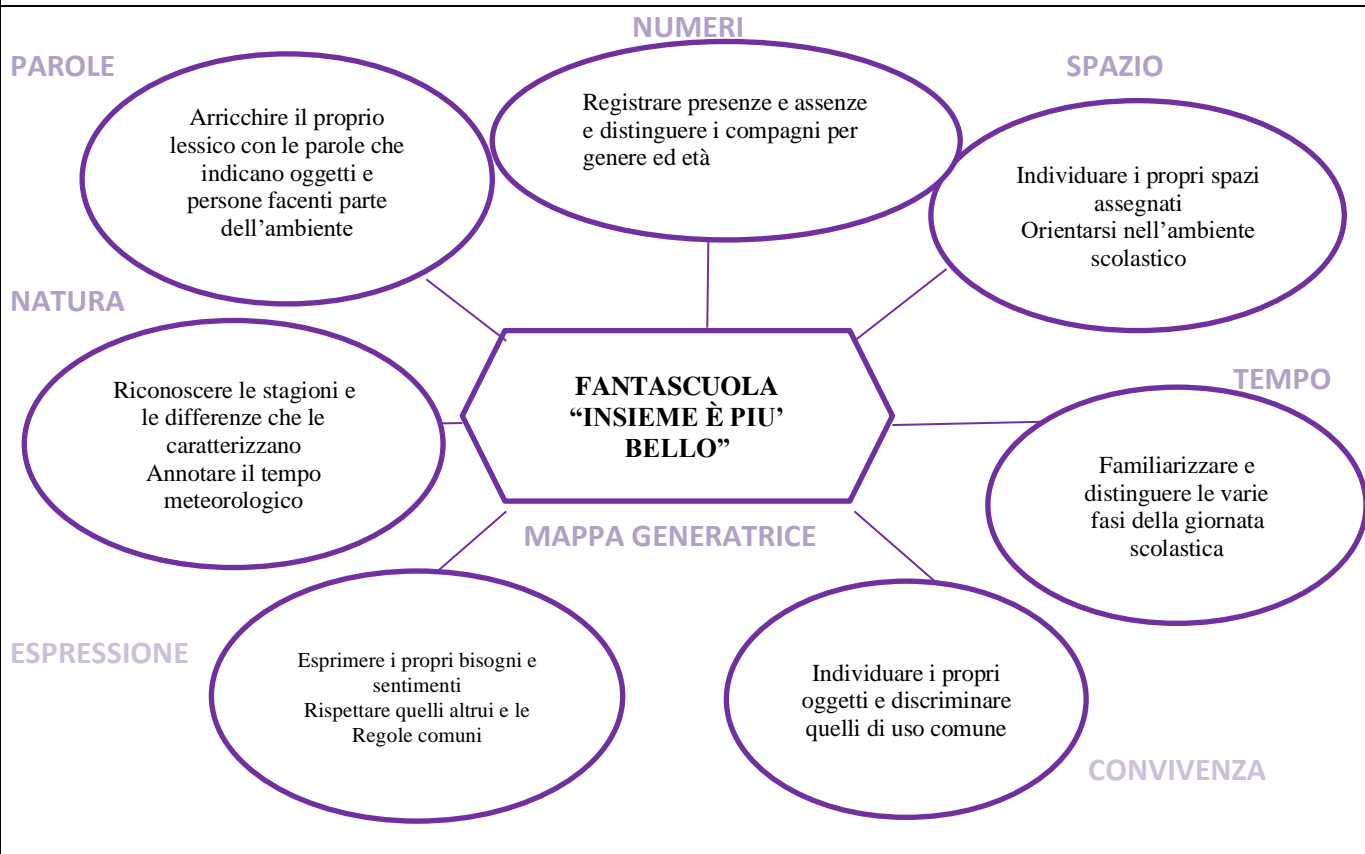 NUMERI
PAROLE
SPAZIO
Arricchire il proprio
lessico con le parole che
indicano oggetti e
persone facenti parte
dell’ambiente
Registrare presenze e assenze
e distinguere i compagni per
genere ed età
Individuare i propri spazi
assegnati
Orientarsi nell’ambiente
scolastico
NATURA
Riconoscere le stagioni e
le differenze che le
caratterizzano
Annotare il tempo
meteorologico
FANTASCUOLA
“INSIEME È PIU’
BELLO”
TEMPO
Familiarizzare e
distinguere le varie
fasi della giornata
scolastica
MAPPA GENERATRICE
ESPRESSIONE
Esprimere i propri bisogni e
sentimenti
Rispettare quelli altrui e le
Regole comuni
Individuare i propri
oggetti e discriminare
quelli di uso comune
CONVIVENZA